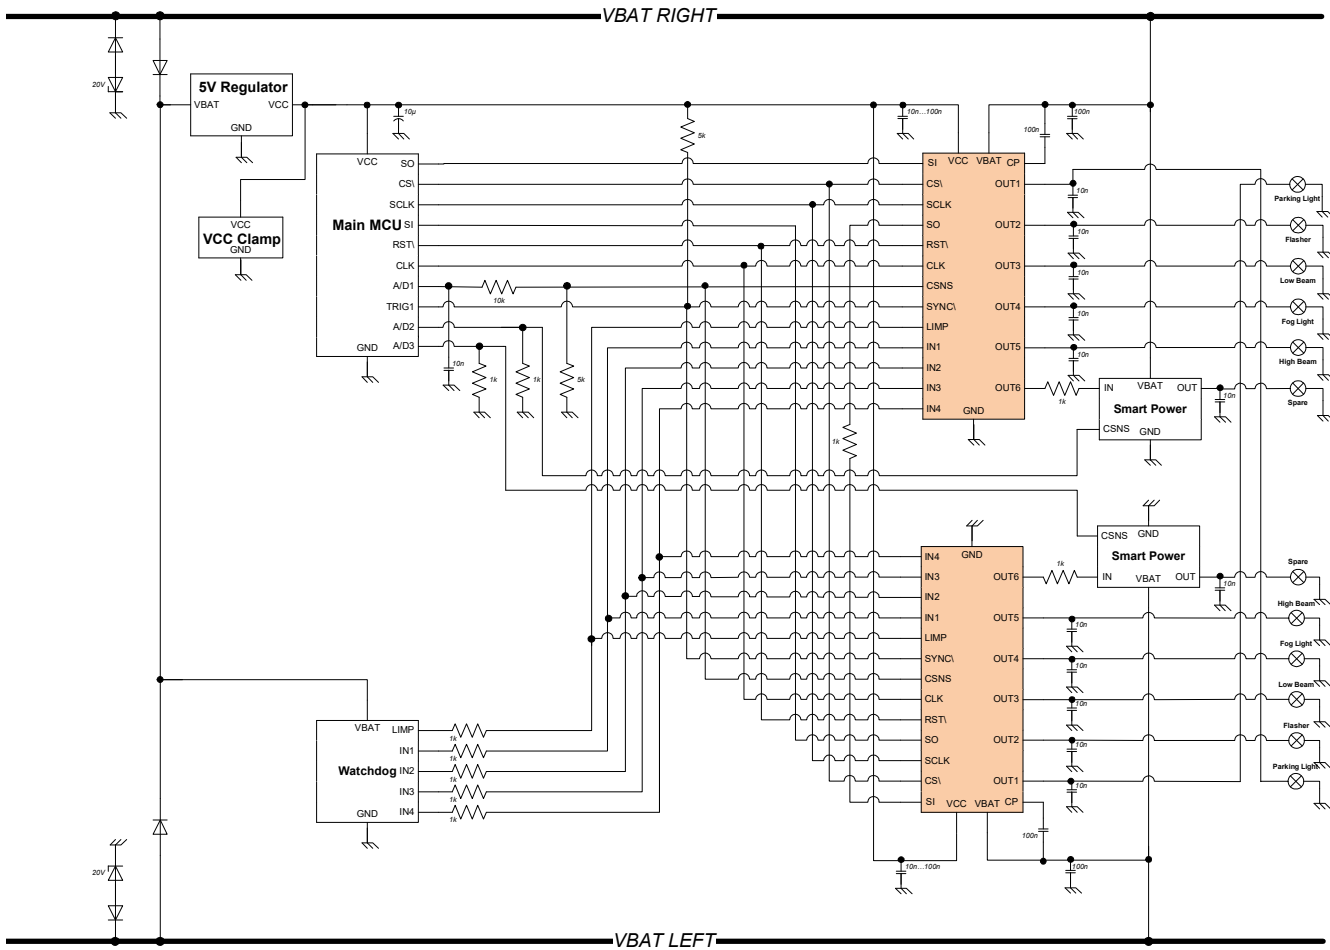 VBAT RIGHT
20V
5V Regulator
VBAT VCC
GND
10µ
5k
10n...100n
100n
100n
VCC
VCC Clamp
GND
VCC
Main MCU
SO
CS\
SCLK
SI
RST\
CLK
A/D1
TRIG1
A/D2
A/D3
GND
10k
10n
1k
1k
5k
SI VCC VBAT CP
CS\ OUT1
SCLK
SO OUT2
RST\
CLK OUT3
CSNS
SYNC\ OUT4
LIMP
IN1 OUT5
IN2
IN3 OUT6
IN4
GND
10n
10n
10n
10n
10n
1k
1k
IN VBAT OUT
Smart Power
CSNS GND
10n
Parking Light
Flasher
Low Beam
Fog Light
High Beam
Spare
CSNS GND
Smart Power
IN VBAT OUT
1k
10n
IN4 GND
IN3 OUT6
IN2
IN1 OUT5
LIMP
SYNC\ OUT4
CSNS
CLK OUT3
RST\
SO OUT2
SCLK
CS\ OUT1
SI VCC VBAT CP
10n
10n
10n
10n
10n
Spare
High Beam
Fog Light
Low Beam
Flasher
Parking Light
VBAT
Watchdog
GND
LIMP
IN1
IN2
IN3
IN4
1k
1k
1k
1k
1k
20V
100n
10n...100n
100n
VBAT LEFT